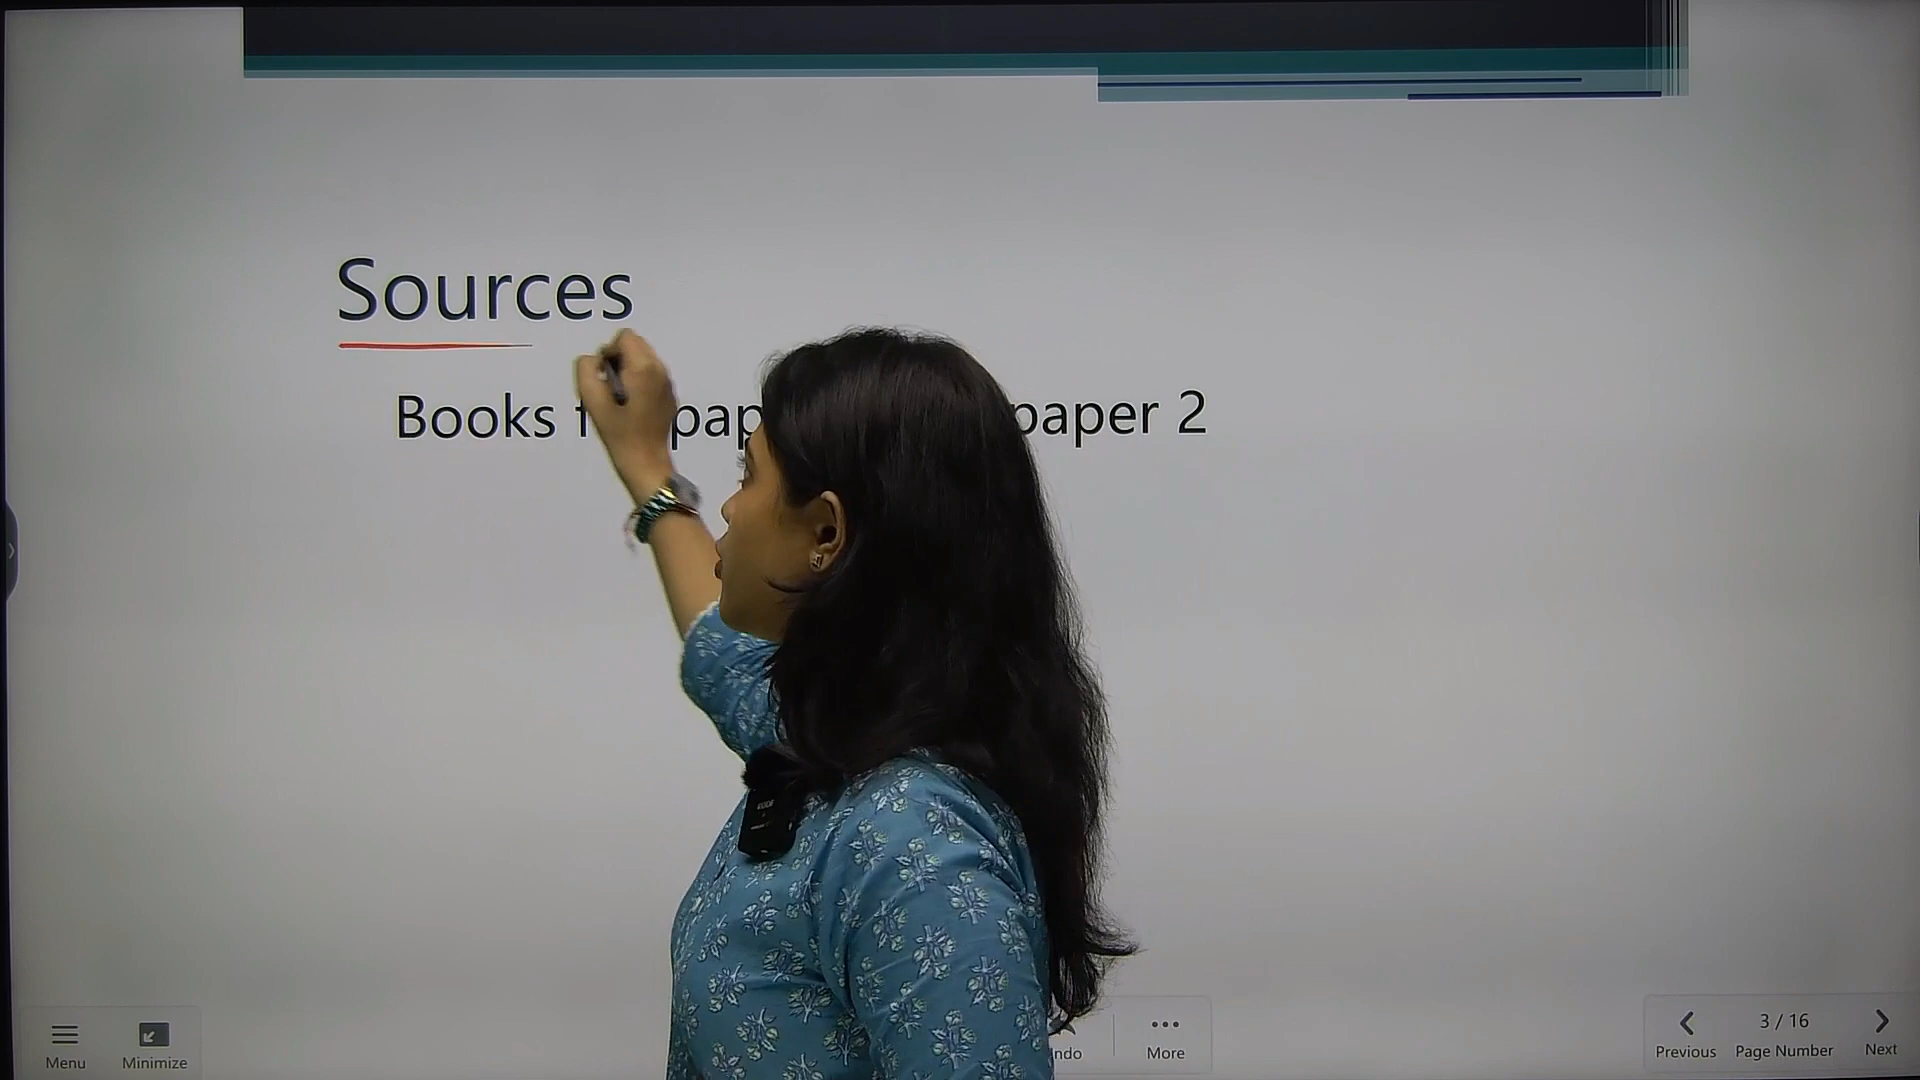 Sources
Books paper 2
Menu
Minimize
More
Previous
3 / 16
Page Number
Next